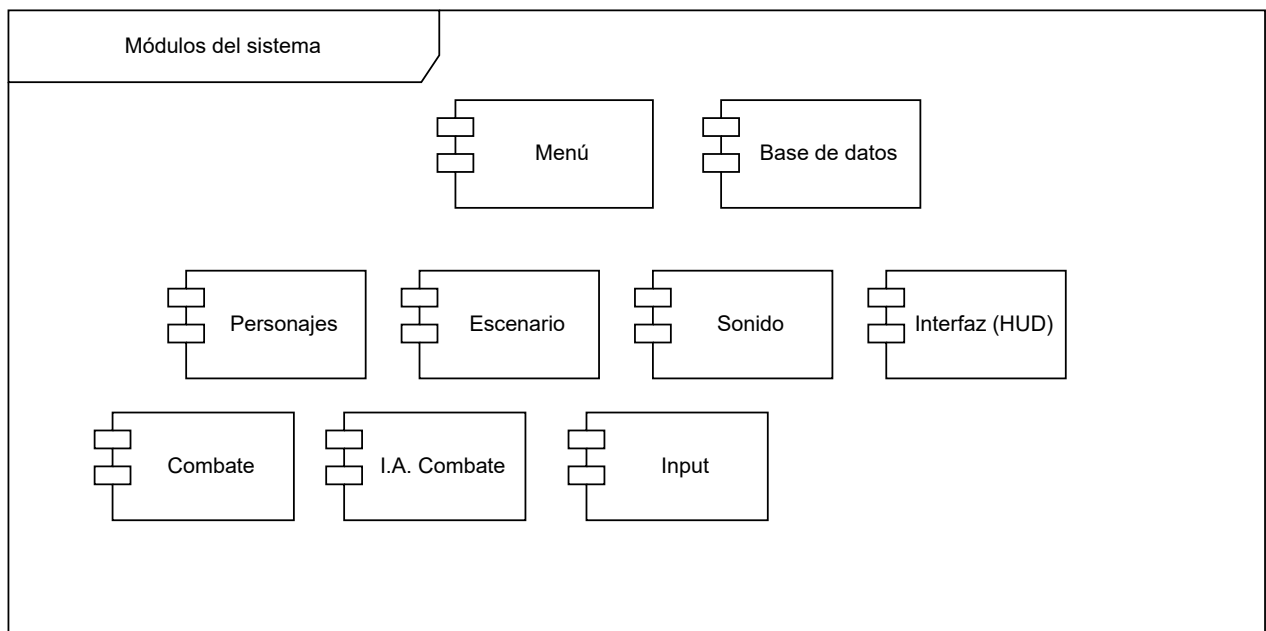 Módulos del sistema
Menú
Base de datos
Personajes
Escenario
Sonido
Interfaz (HUD)
Combate
I.A. Combate
Input